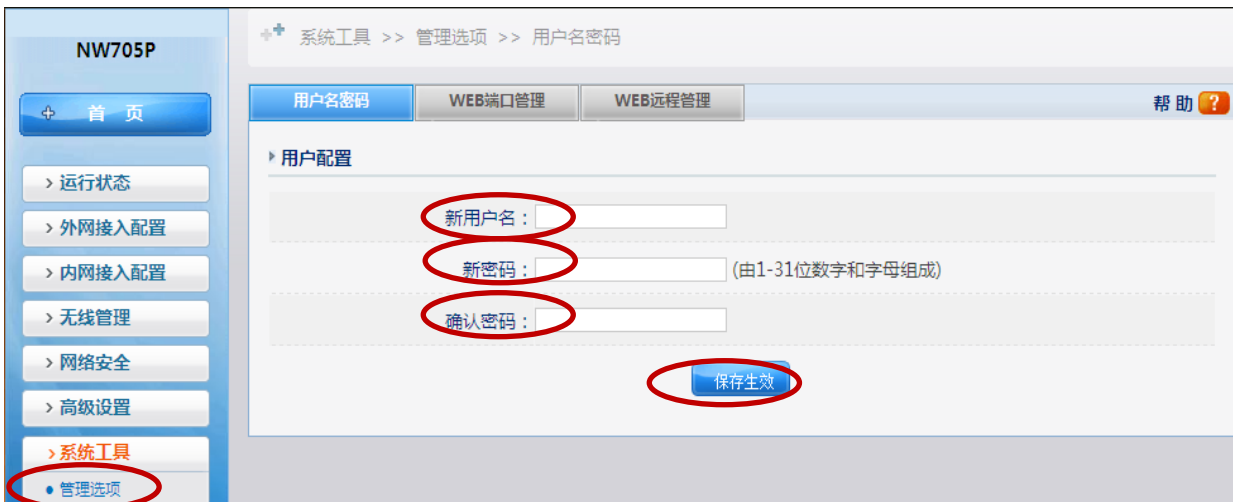 NW705P
首 页
运行状态
外网接入配置
内网接入配置
无线管理
网络安全
高级设置
系统工具
管理选项
系统工具 >> 管理选项 >> 用户名密码
用户名密码 WEB端口管理 WEB远程管理 帮助 ?
用户配置
新用户名：
新密码： (由1-31位数字和字母组成)
确认密码：
保存生效